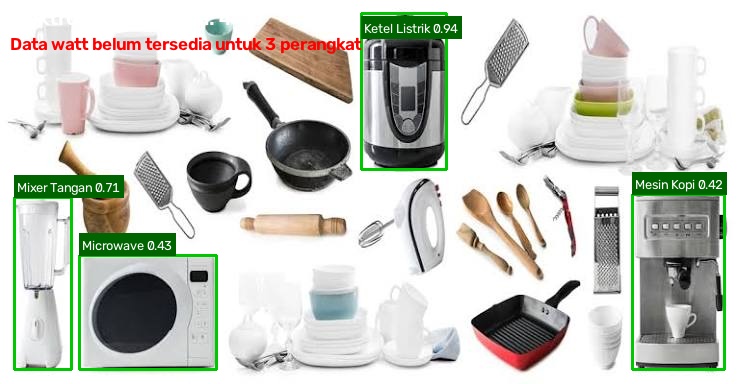 Ketel Listrik 0.94
Data watt belum tersedia untuk 3 perangkat
Mixer Tangan 0.71
Mesin Kopi 0.42
Microwave 0.43